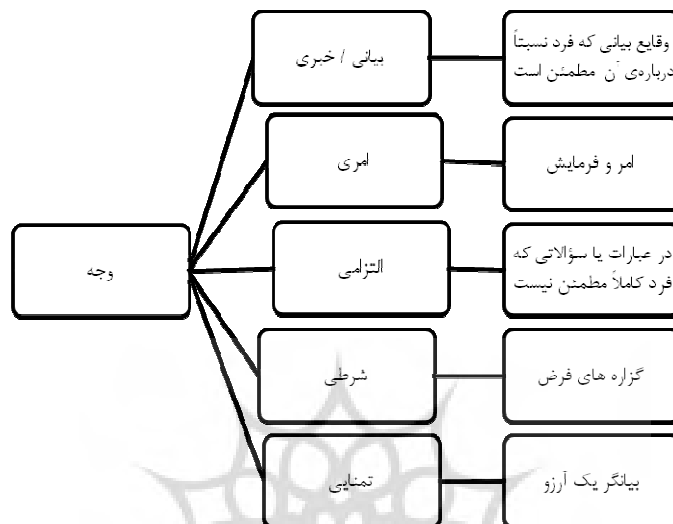 وجه
بیانی / خبری
وقایع بیانی که فرد نسبتاً
درباره‌ی آن مطمئن است
امری
امر و فرمایش
التزامی
در عبارات یا سؤالاتی که
فرد کاملاً مطمئن نیست
شرطی
گزاره های فرض
تمنایی
بیانگر یک آرزو